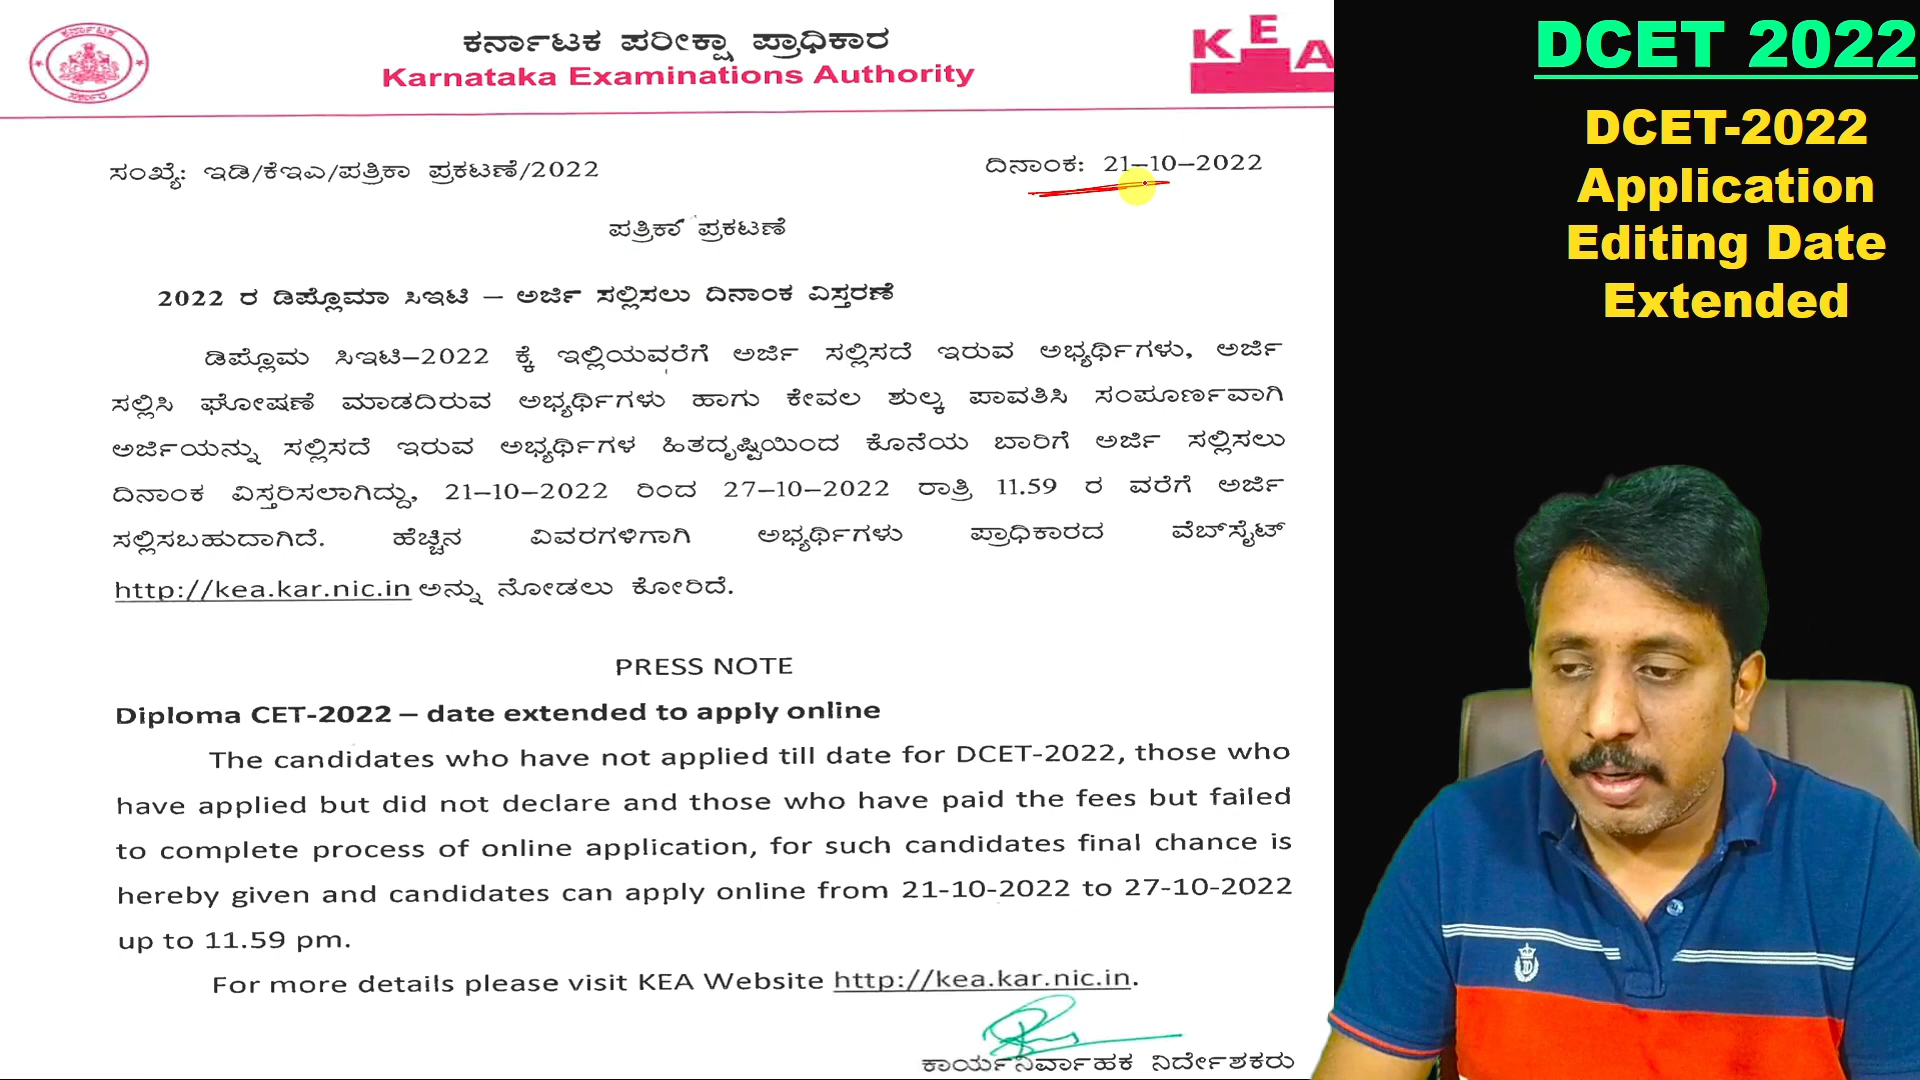 ಕರ್ನಾಟಕ ಪರೀಕ್ಷಾ ಪ್ರಾಧಿಕಾರ
Karnataka Examinations Authority
KEA
DCET 2022
DCET-2022
Application
Editing Date
Extended
ಸಂಖ್ಯೆ: ಇಡಿ/ಕೆಇಎ/ಪತ್ರಿಕಾ ಪ್ರಕಟಣೆ/2022
ದಿನಾಂಕ: 21-10-2022
ಪತ್ರಿಕಾ ಪ್ರಕಟಣೆ
2022 ರ ಡಿಪ್ಲೊಮಾ ಸಿಇಟಿ – ಅರ್ಜಿ ಸಲ್ಲಿಸಲು ದಿನಾಂಕ ವಿಸ್ತರಣೆ
ಡಿಪ್ಲೊಮ ಸಿಇಟಿ-2022 ಕ್ಕೆ ಇಲ್ಲಿಯವರೆಗೆ ಅರ್ಜಿ ಸಲ್ಲಿಸದೆ ಇರುವ ಅಭ್ಯರ್ಥಿಗಳು, ಅರ್ಜಿ
ಸಲ್ಲಿಸಿ ಘೋಷಣೆ ಮಾಡದಿರುವ ಅಭ್ಯರ್ಥಿಗಳು ಹಾಗು ಕೇವಲ ಶುಲ್ಕ ಪಾವತಿಸಿ ಸಂಪೂರ್ಣವಾಗಿ
ಅರ್ಜಿಯನ್ನು ಸಲ್ಲಿಸದೆ ಇರುವ ಅಭ್ಯರ್ಥಿಗಳ ಹಿತದೃಷ್ಟಿಯಿಂದ ಕೊನೆಯ ಬಾರಿಗೆ ಅರ್ಜಿ ಸಲ್ಲಿಸಲು
ದಿನಾಂಕ ವಿಸ್ತರಿಸಲಾಗಿದ್ದು, 21-10-2022 ರಿಂದ 27-10-2022 ರಾತ್ರಿ 11.59 ರ ವರೆಗೆ ಅರ್ಜಿ
ಸಲ್ಲಿಸಬಹುದಾಗಿದೆ. ಹೆಚ್ಚಿನ ವಿವರಗಳಿಗಾಗಿ ಅಭ್ಯರ್ಥಿಗಳು ಪ್ರಾಧಿಕಾರದ ವೆಬ್‌ಸೈಟ್
http://kea.kar.nic.in ಅನ್ನು ನೋಡಲು ಕೋರಿದೆ.
PRESS NOTE
Diploma CET-2022 – date extended to apply online
The candidates who have not applied till date for DCET-2022, those who
have applied but did not declare and those who have paid the fees but failed
to complete process of online application, for such candidates final chance is
hereby given and candidates can apply online from 21-10-2022 to 27-10-2022
up to 11.59 pm.
For more details please visit KEA Website http://kea.kar.nic.in.
ಕಾರ್ಯನಿರ್ವಾಹಕ ನಿರ್ದೇಶಕರು